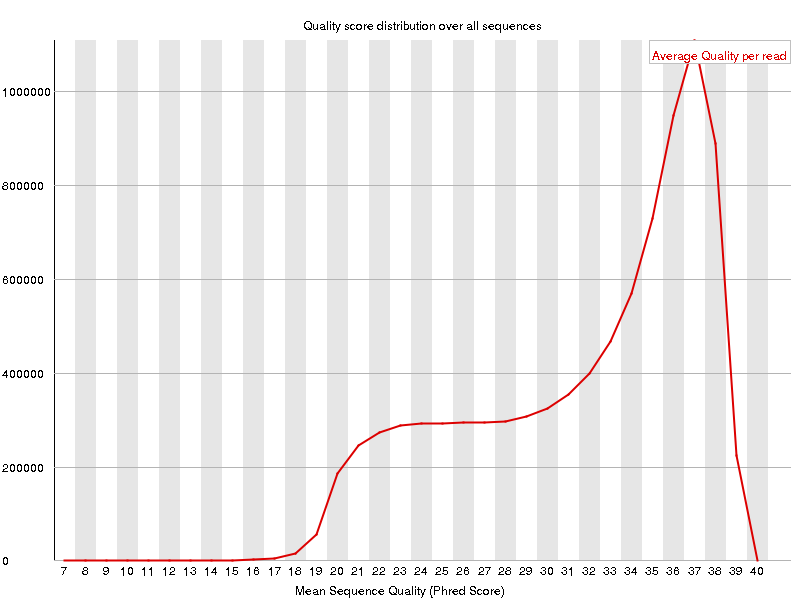 Quality score distribution over all sequences
Average Quality per read
1000000
800000
600000
400000
200000
0
7 8 9 10 11 12 13 14 15 16 17 18 19 20 21 22 23 24 25 26 27 28 29 30 31 32 33 34 35 36 37 38 39 40
Mean Sequence Quality (Phred Score)